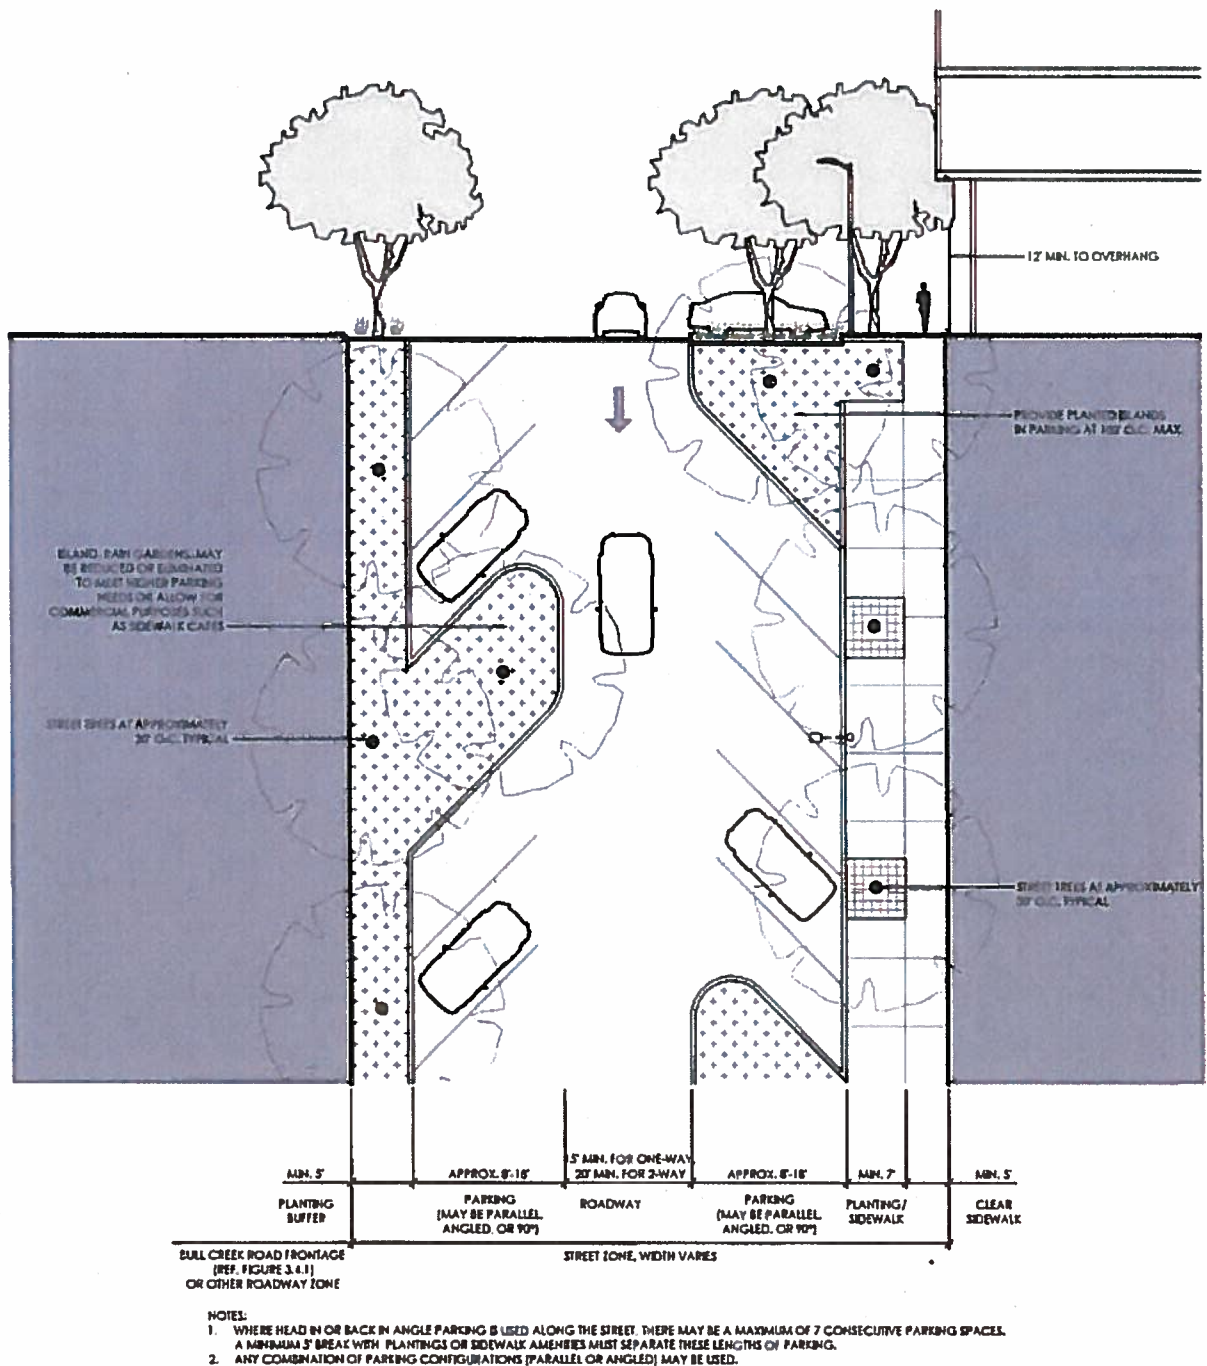 12' MIN. TO OVERHANG
PROVIDE PLANTED ISLANDS
IN PARKING AT 100' O.C. MAX.
ISLAND RAIN GARDENS MAY
BE REDUCED OR ELIMINATED
TO MEET HIGHER PARKING
NEEDS OR ALLOW FOR
COMMERCIAL PURPOSES SUCH
AS SIDEWALK CAFES
STREET TREES AT APPROXIMATELY
30' O.C. TYPICAL
STREET TREES AT APPROXIMATELY
30' O.C. TYPICAL
MIN. 5'
PLANTING
BUFFER
APPROX. 8'-18'
PARKING
(MAY BE PARALLEL,
ANGLED, OR 90°)
5' MIN. FOR ONE-WAY
20' MIN. FOR 2-WAY
ROADWAY
APPROX. 8'-18'
PARKING
(MAY BE PARALLEL,
ANGLED, OR 90°)
MIN. 7'
PLANTING/
SIDEWALK
MIN. 5'
CLEAR
SIDEWALK
BULL CREEK ROAD FRONTAGE
(REF. FIGURE 3.4.1)
OR OTHER ROADWAY ZONE
STREET ZONE, WIDTH VARIES
NOTES:
1. WHERE HEAD IN OR BACK IN ANGLE PARKING IS USED ALONG THE STREET, THERE MAY BE A MAXIMUM OF 7 CONSECUTIVE PARKING SPACES.
A MINIMUM 5' BREAK WITH PLANTINGS OR SIDEWALK AMENITIES MUST SEPARATE THESE LENGTHS OF PARKING.
2. ANY COMBINATION OF PARKING CONFIGURATIONS (PARALLEL OR ANGLED) MAY BE USED.